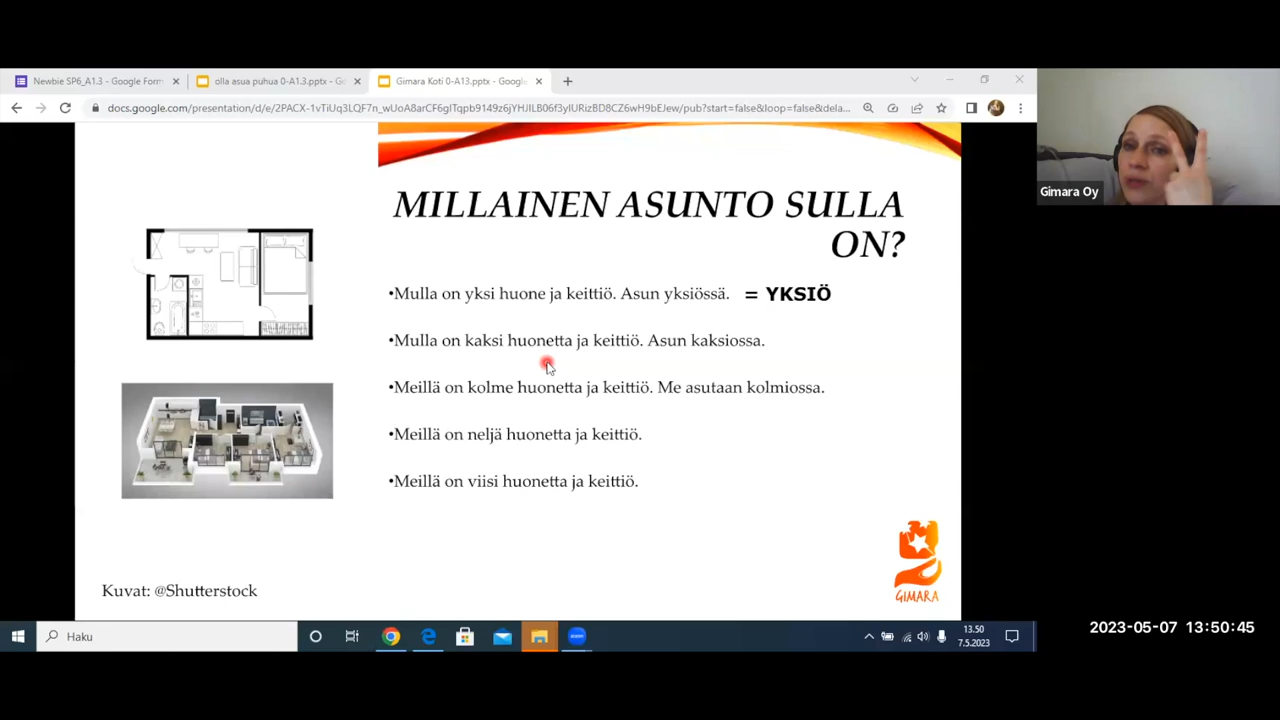 Newbie SP6_A1.3 - Google Form
olla asua puhua 0-A1.3.pptx - Go
Gimara Koti 0-A13.pptx - Google
MILLAINEN ASUNTO SULLA
ON?
•Mulla on yksi huone ja keittiö. Asun yksiössä. = YKSIÖ
•Mulla on kaksi huonetta ja keittiö. Asun kaksiossa.
•Meillä on kolme huonetta ja keittiö. Me asutaan kolmiossa.
•Meillä on neljä huonetta ja keittiö.
•Meillä on viisi huonetta ja keittiö.
Kuvat: @Shutterstock
GIMARA
Gimara Oy
Haku
zoom
13.50
7.5.2023
2023-05-07 13:50:45